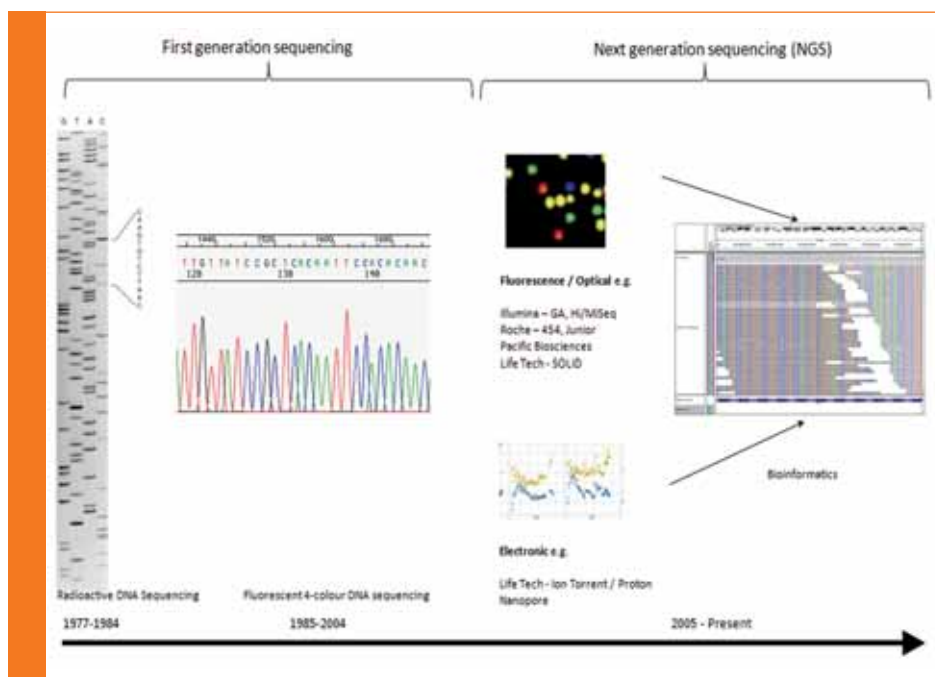 First generation sequencing
Next generation sequencing (NGS)
G T A C
Fluorescence / Optical e.g.
Illumina – GA, Hi/MiSeq
Roche – 454, Junior
Pacific Biosciences
Life Tech - SOLiD
Bioinformatics
Electronic e.g.
Life Tech - Ion Torrent / Proton
Nanopore
Radioactive DNA Sequencing
Fluorescent 4-colour DNA sequencing
1977-1984
1985-2004
2005 - Present